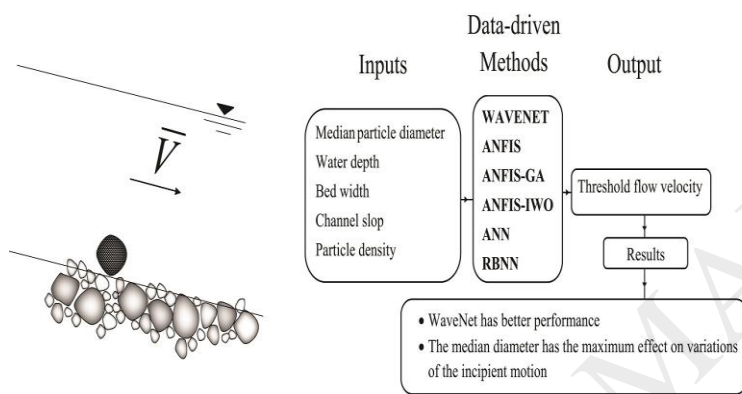 V
Inputs
Data-driven
Methods
Output
Median particle diameter
Water depth
Bed width
Channel slop
Particle density
WAVENET
ANFIS
ANFIS-GA
ANFIS-IWO
ANN
RBNN
Threshold flow velocity
Results
• WaveNet has better performance
• The median diameter has the maximum effect on variations
of the incipient motion